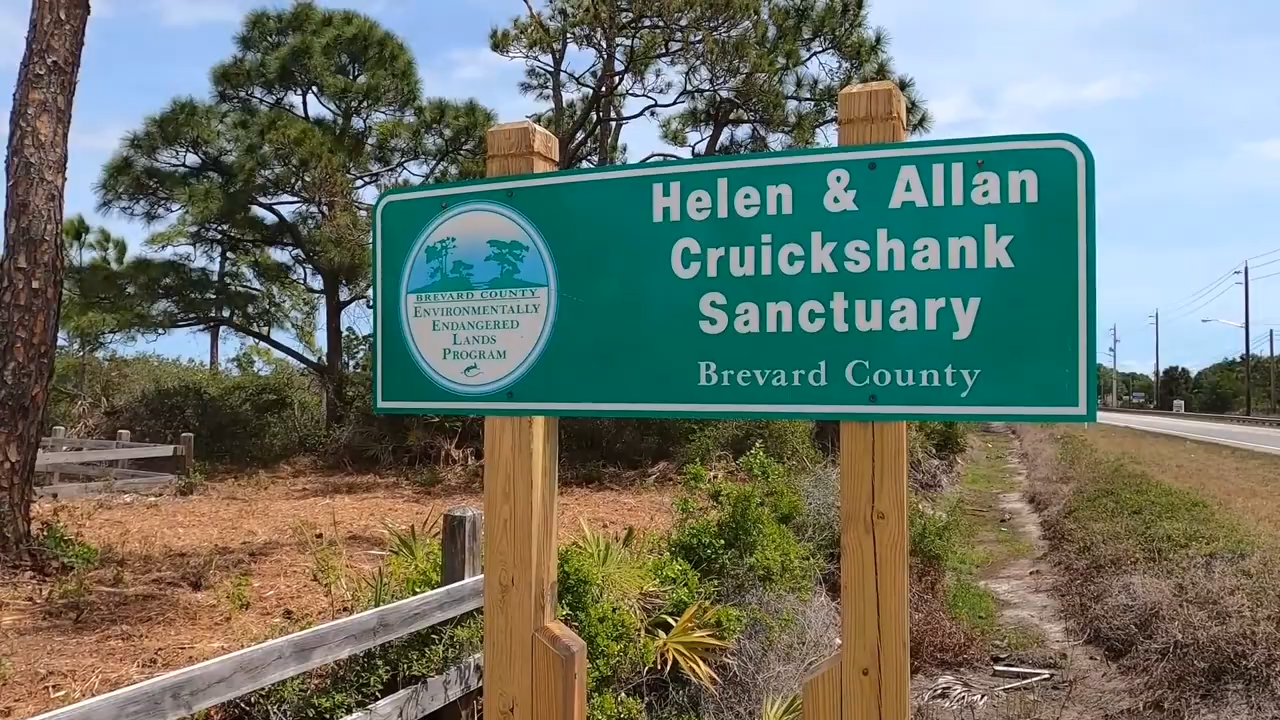 Helen & Allan
Cruickshank
Sanctuary
Brevard County
BREVARD COUNTY
ENVIRONMENTALLY
ENDANGERED
LANDS
PROGRAM